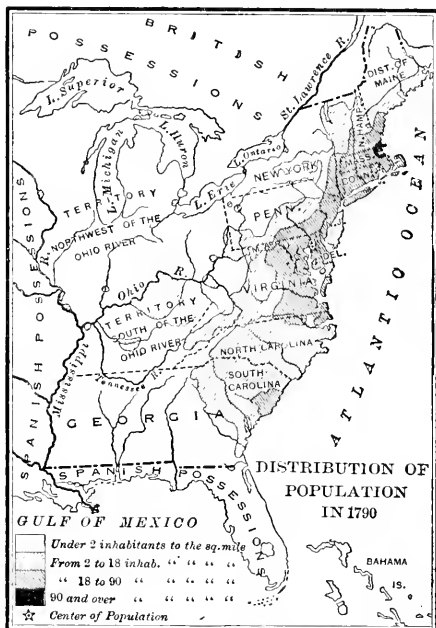 BRITISH
POSSESSIONS
POSSESSIONS
St. Lawrence R.
DIST. OF
MAINE
L. Superior
L. Huron
L. Michigan
L. Ontario
L. Erie
NEW YORK
PENN.
TERRITORY
NORTHWEST OF THE
OHIO RIVER
Ohio R.
DEL.
VIRGINIA
TERRITORY
SOUTH OF THE
OHIO RIVER
Tennessee R.
NORTH CAROLINA
SOUTH
CAROLINA
GEORGIA
Mississippi R.
SPANISH POSSESSIONS
SPANISH POSSESSIONS
ATLANTIC OCEAN
GULF OF MEXICO
DISTRIBUTION OF
POPULATION
IN 1790
BAHAMA
IS.
Under 2 inhabitants to the sq. mile
From 2 to 18 inhab. " " " "
" 18 to 90 " " " " "
90 and over " " " " "
Center of Population